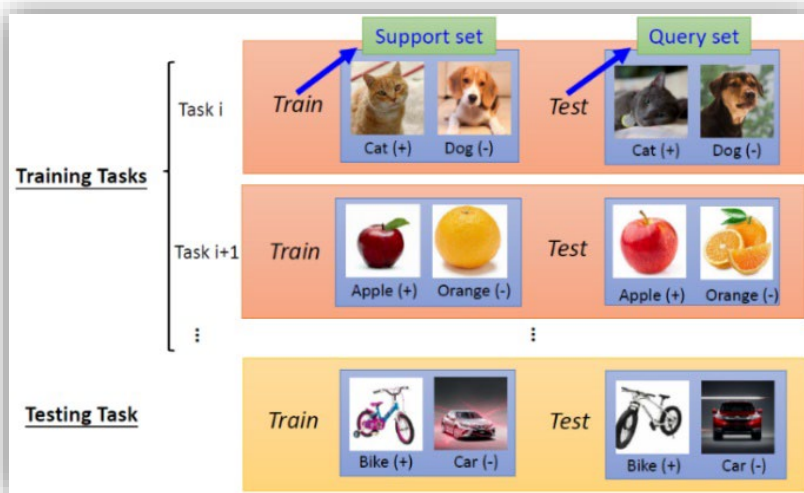 Support set
Query set
Task i
Train
Cat (+)
Dog (-)
Test
Cat (+)
Dog (-)
Training Tasks
Task i+1
Train
Apple (+)
Orange (-)
Test
Apple (+)
Orange (-)
Testing Task
Train
Bike (+)
Car (-)
Test
Bike (+)
Car (-)